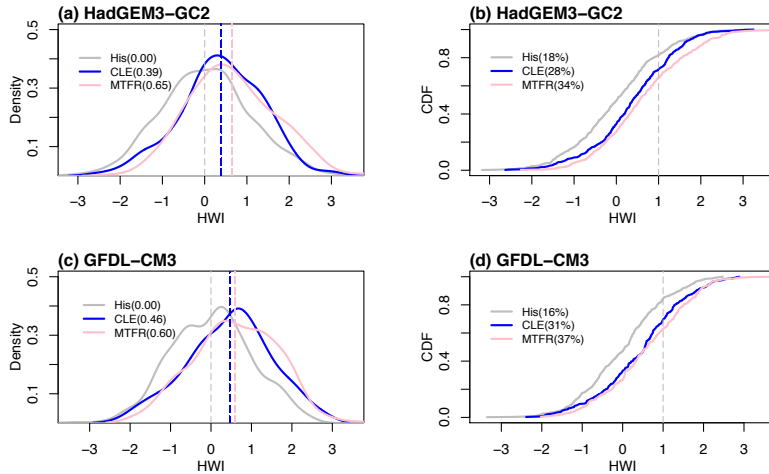 (a) HadGEM3−GC2
Density
0.5
0.3
0.1
His(0.00)
CLE(0.39)
MTFR(0.65)
−3 −2 −1 0 1 2 3
HWI
(b) HadGEM3−GC2
CDF
0.8
0.4
0.0
His(18%)
CLE(28%)
MTFR(34%)
−3 −2 −1 0 1 2 3
HWI
(c) GFDL−CM3
Density
0.5
0.3
0.1
His(0.00)
CLE(0.46)
MTFR(0.60)
−3 −2 −1 0 1 2 3
HWI
(d) GFDL−CM3
CDF
0.8
0.4
0.0
His(16%)
CLE(31%)
MTFR(37%)
−3 −2 −1 0 1 2 3
HWI